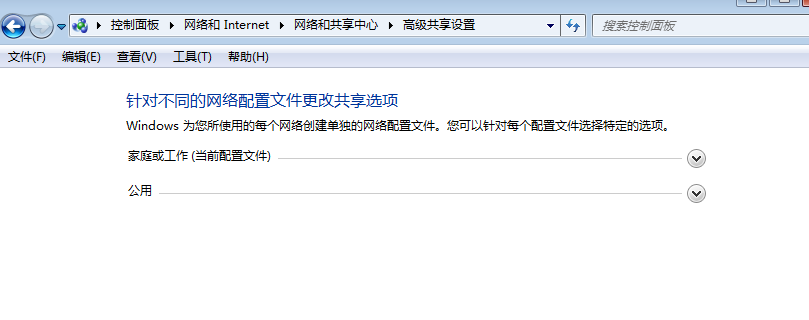 控制面板 网络和 Internet 网络和共享中心 高级共享设置 搜索控制面板
文件(F) 编辑(E) 查看(V) 工具(T) 帮助(H)
针对不同的网络配置文件更改共享选项
Windows 为您所使用的每个网络创建单独的网络配置文件。您可以针对每个配置文件选择特定的选项。
家庭或工作 (当前配置文件)
公用